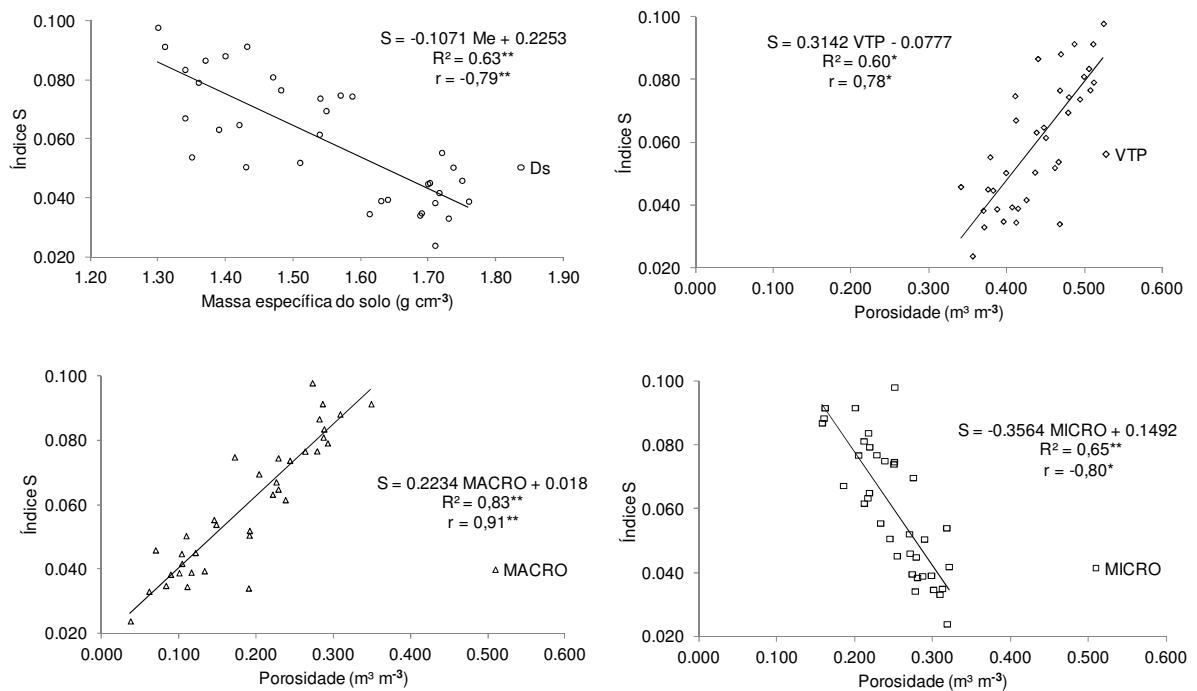 0.100
0.080
0.060
0.040
0.020
Índice S
S = -0.1071 Me + 0.2253
R² = 0.63**
r = -0,79**
Ds
1.20 1.30 1.40 1.50 1.60 1.70 1.80 1.90
Massa específica do solo (g cm⁻³)
0.100
0.080
0.060
0.040
0.020
Índice S
S = 0.3142 VTP - 0.0777
R² = 0.60*
r = 0,78*
VTP
0.000 0.100 0.200 0.300 0.400 0.500 0.600
Porosidade (m³ m⁻³)
0.100
0.080
0.060
0.040
0.020
Índice S
S = 0.2234 MACRO + 0.018
R² = 0,83**
r = 0,91**
MACRO
0.000 0.100 0.200 0.300 0.400 0.500 0.600
Porosidade (m³ m⁻³)
0.100
0.080
0.060
0.040
0.020
Índice S
S = -0.3564 MICRO + 0.1492
R² = 0,65**
r = -0,80*
MICRO
0.000 0.100 0.200 0.300 0.400 0.500 0.600
Porosidade (m³ m⁻³)